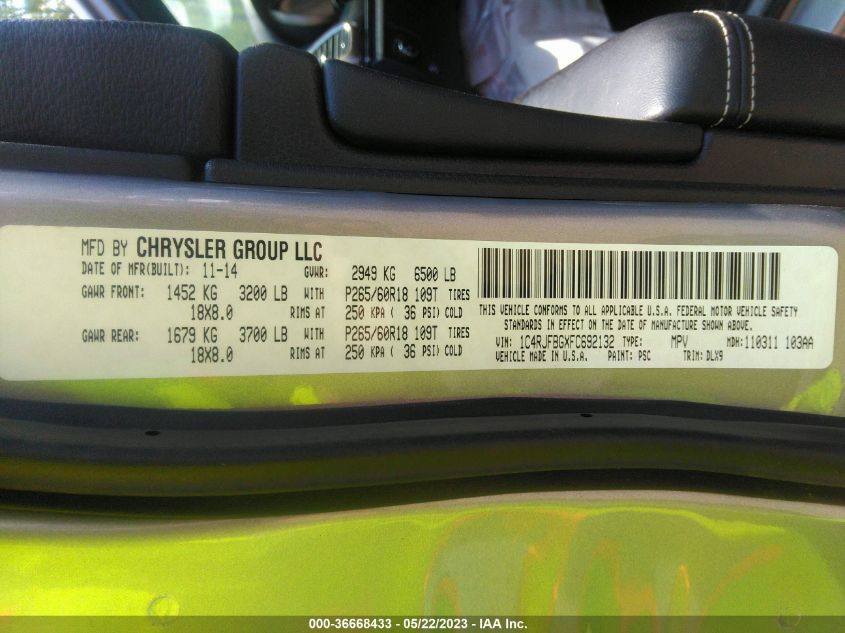 MFD BY CHRYSLER GROUP LLC
DATE OF MFR(BUILT): 11-14 GVWR: 2949 KG 6500 LB
GAWR FRONT: 1452 KG 3200 LB WITH P265/60R18 109T TIRES
18X8.0 RIMS AT 250 KPA ( 36 PSI) COLD
GAWR REAR: 1679 KG 3700 LB WITH P265/60R18 109T TIRES
18X8.0 RIMS AT 250 KPA ( 36 PSI) COLD
THIS VEHICLE CONFORMS TO ALL APPLICABLE U.S.A. FEDERAL MOTOR VEHICLE SAFETY
STANDARDS IN EFFECT ON THE DATE OF MANUFACTURE SHOWN ABOVE.
VIN: 1C4RJFBGXFC692132 TYPE: MPV MDH: 110311 103AA
VEHICLE MADE IN U.S.A. PAINT: PSC TRIM: DLX9
000-36668433 - 05/22/2023 - IAA Inc.